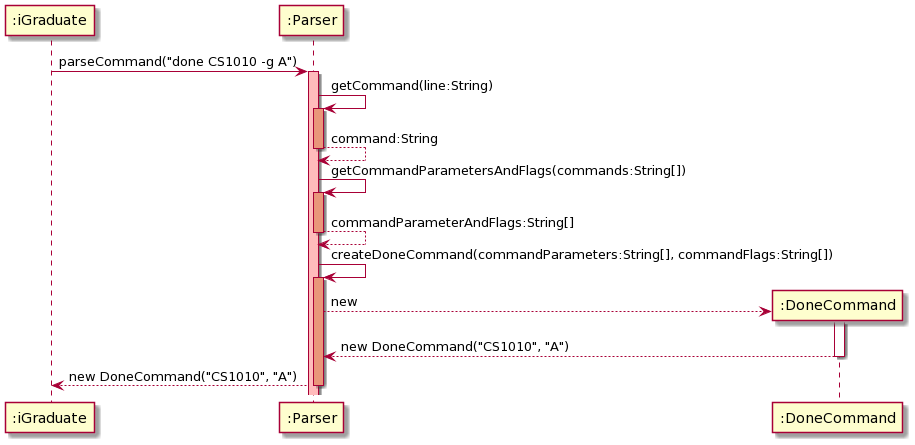 :iGraduate
:Parser
parseCommand("done CS1010 -g A")
getCommand(line:String)
command:String
getCommandParametersAndFlags(commands:String[])
commandParameterAndFlags:String[]
createDoneCommand(commandParameters:String[], commandFlags:String[])
new
:DoneCommand
new DoneCommand("CS1010", "A")
new DoneCommand("CS1010", "A")
:iGraduate
:Parser
:DoneCommand